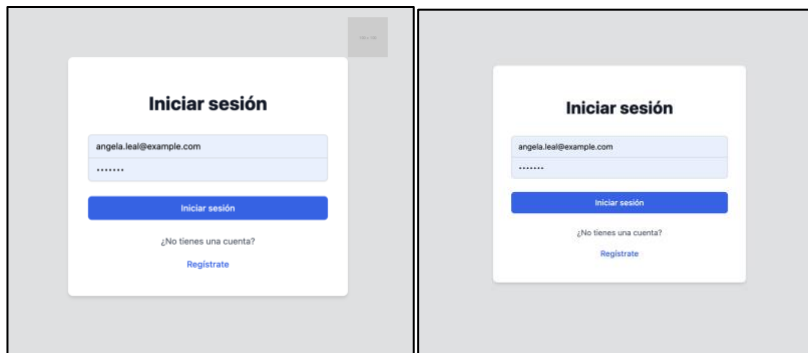 Iniciar sesión
angela.leal@example.com
•••••••
Iniciar sesión
¿No tienes una cuenta?
Regístrate
Iniciar sesión
angela.leal@example.com
•••••••
Iniciar sesión
¿No tienes una cuenta?
Regístrate